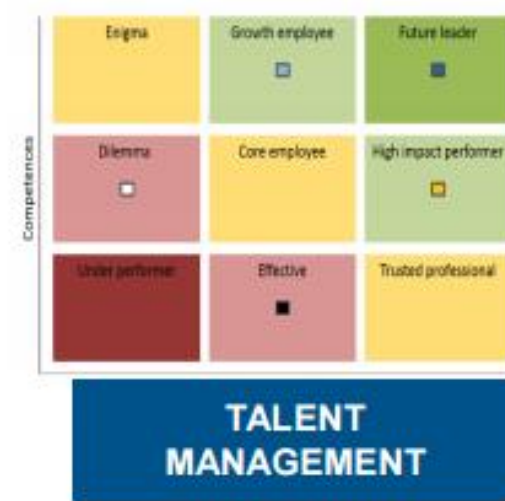 Enigma
Growth employee
Future leader
Competences
Dilemma
Core employee
High impact performer
Under performer
Effective
Trusted professional
TALENT
MANAGEMENT